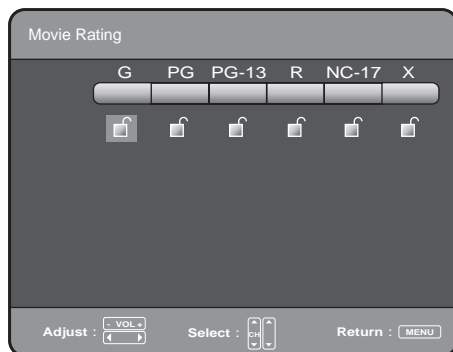 Movie Rating
G PG PG-13 R NC-17 X
Adjust : - VOL + Select : CH Return : MENU